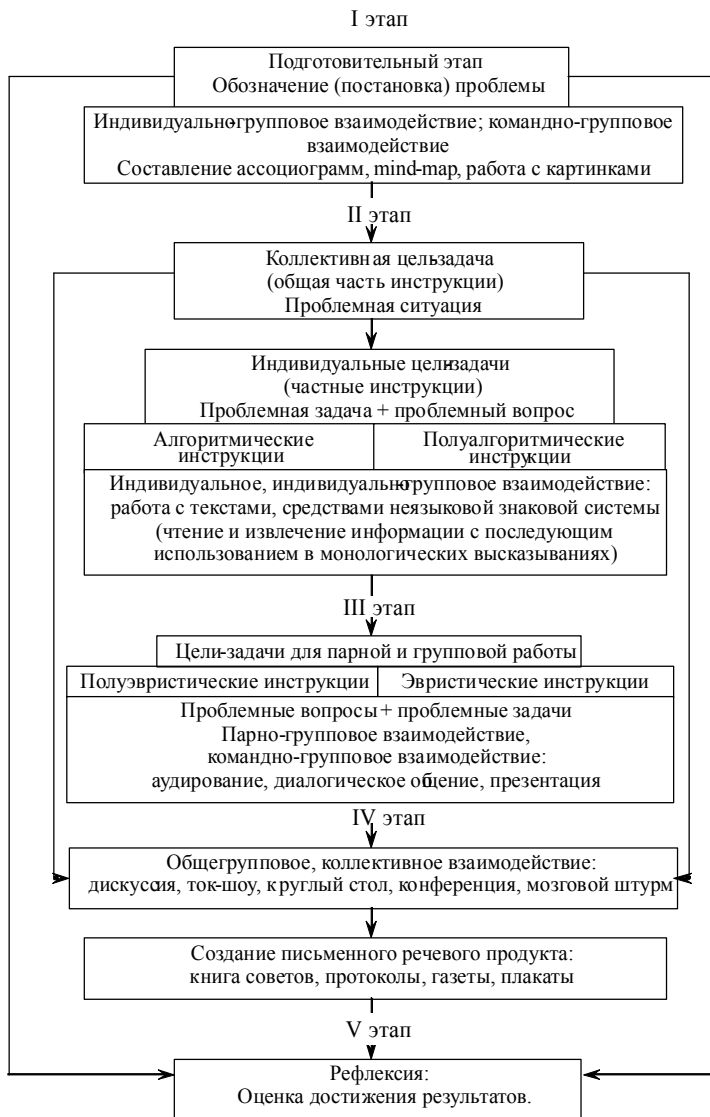 I этап
Подготовительный этап
Обозначение (постановка) проблемы
Индивидуально-групповое взаимодействие; командно-групповое
взаимодействие
Составление ассоциограмм, mind-map, работа с картинками
II этап
Коллективная цель-задача
(общая часть инструкции)
Проблемная ситуация
Индивидуальные цели-задачи
(частные инструкции)
Проблемная задача + проблемный вопрос
Алгоритмические
инструкции
Полуалгоритмические
инструкции
Индивидуальное, индивидуально-групповое взаимодействие:
работа с текстами, средствами неязыковой знаковой системы
(чтение и извлечение информации с последующим
использованием в монологических высказываниях)
III этап
Цели-задачи для парной и групповой работы
Полуэвристические инструкции
Эвристические инструкции
Проблемные вопросы + проблемные задачи
Парно-групповое взаимодействие,
командно-групповое взаимодействие:
аудирование, диалогическое общение, презентация
IV этап
Общегрупповое, коллективное взаимодействие:
дискуссия, ток-шоу, круглый стол, конференция, мозговой штурм
Создание письменного речевого продукта:
книга советов, протоколы, газеты, плакаты
V этап
Рефлексия:
Оценка достижения результатов.